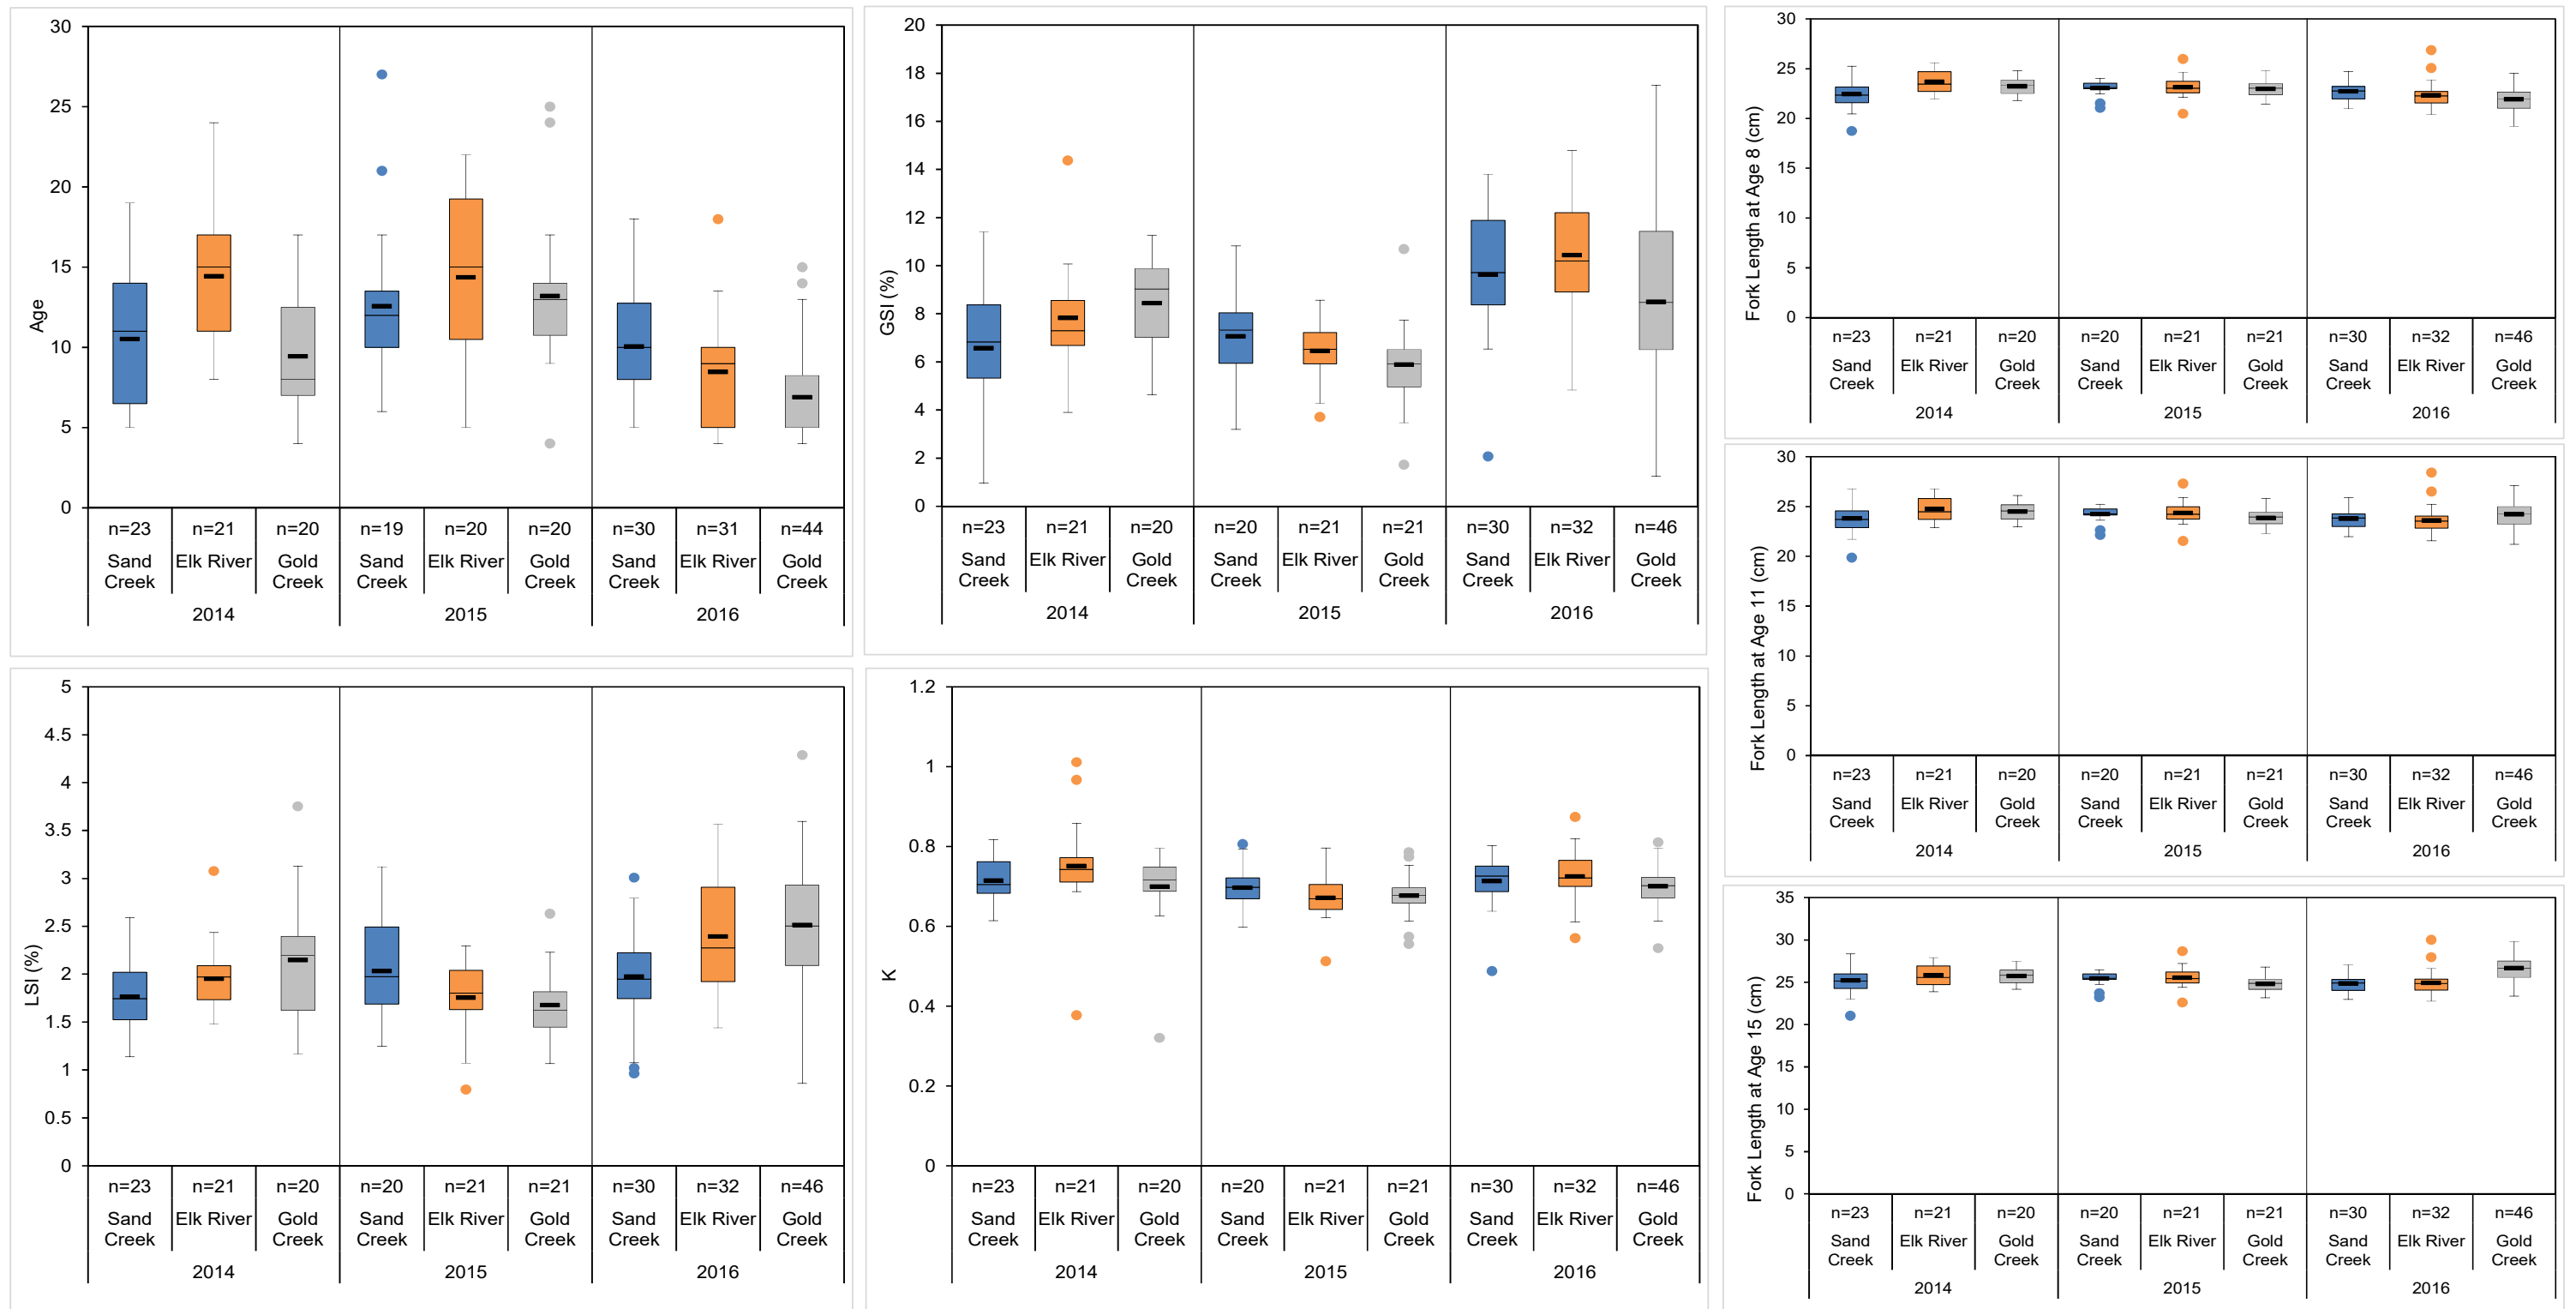 30
25
20
15
10
5
0
Age
n=23 n=21 n=20 n=19 n=20 n=20 n=30 n=31 n=44
Sand Creek Elk River Gold Creek Sand Creek Elk River Gold Creek Sand Creek Elk River Gold Creek
2014 2015 2016
20
18
16
14
12
10
8
6
4
2
0
GSI (%)
n=23 n=21 n=20 n=20 n=21 n=21 n=30 n=32 n=46
Sand Creek Elk River Gold Creek Sand Creek Elk River Gold Creek Sand Creek Elk River Gold Creek
2014 2015 2016
30
25
20
15
10
5
0
Fork Length at Age 8 (cm)
n=23 n=21 n=20 n=20 n=21 n=21 n=30 n=32 n=46
Sand Creek Elk River Gold Creek Sand Creek Elk River Gold Creek Sand Creek Elk River Gold Creek
2014 2015 2016
30
25
20
15
10
5
0
Fork Length at Age 11 (cm)
n=23 n=21 n=20 n=20 n=21 n=21 n=30 n=32 n=46
Sand Creek Elk River Gold Creek Sand Creek Elk River Gold Creek Sand Creek Elk River Gold Creek
2014 2015 2016
5
4.5
4
3.5
3
2.5
2
1.5
1
0.5
0
LSI (%)
n=23 n=21 n=20 n=20 n=21 n=21 n=30 n=32 n=46
Sand Creek Elk River Gold Creek Sand Creek Elk River Gold Creek Sand Creek Elk River Gold Creek
2014 2015 2016
1.2
1
0.8
0.6
0.4
0.2
0
K
n=23 n=21 n=20 n=20 n=21 n=21 n=30 n=32 n=46
Sand Creek Elk River Gold Creek Sand Creek Elk River Gold Creek Sand Creek Elk River Gold Creek
2014 2015 2016
35
30
25
20
15
10
5
0
Fork Length at Age 15 (cm)
n=23 n=21 n=20 n=20 n=21 n=21 n=30 n=32 n=46
Sand Creek Elk River Gold Creek Sand Creek Elk River Gold Creek Sand Creek Elk River Gold Creek
2014 2015 2016